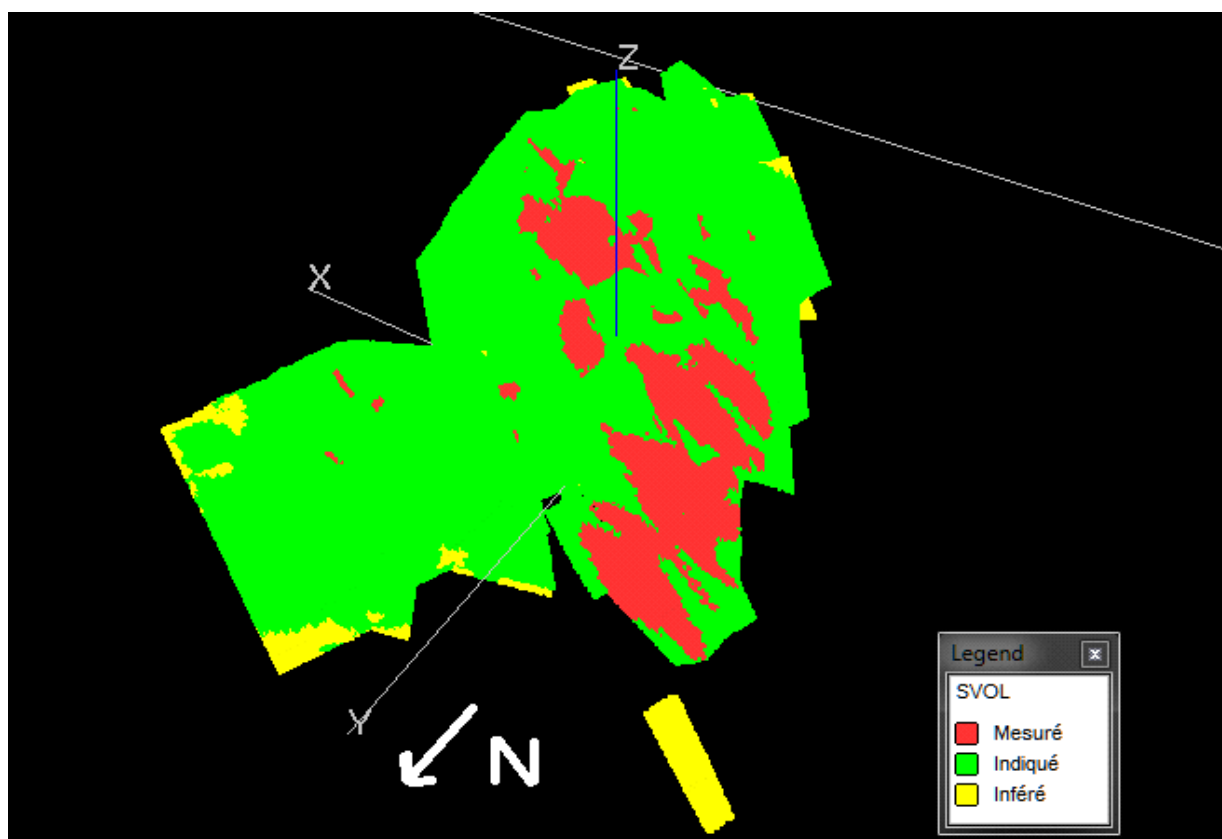 Z
X
Y
N
Legend
SVOL
Mesuré
Indiqué
Inféré